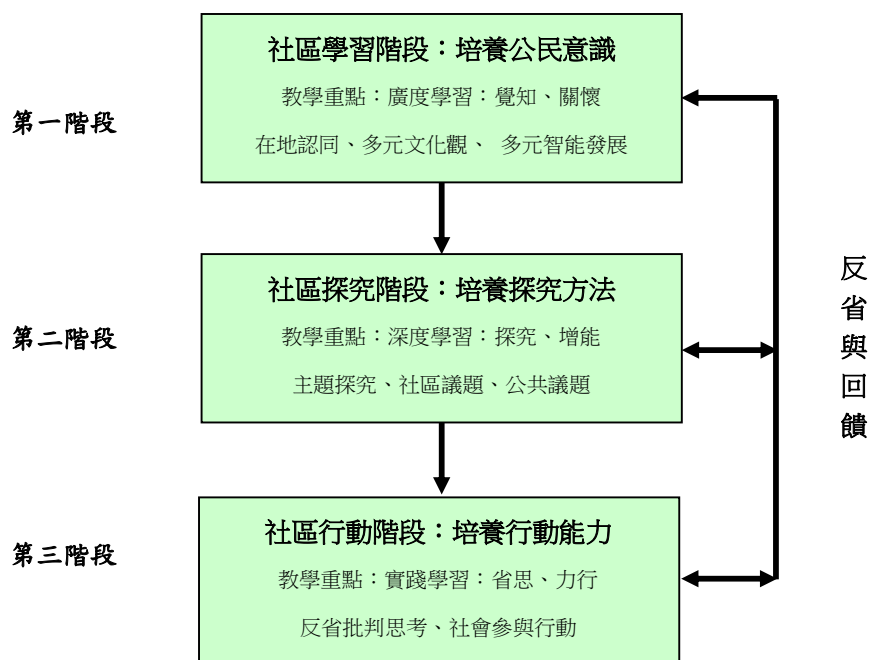 第一階段
社區學習階段：培養公民意識
教學重點：廣度學習：覺知、關懷
在地認同、多元文化觀、 多元智能發展
第二階段
社區探究階段：培養探究方法
教學重點：深度學習：探究、增能
主題探究、社區議題、公共議題
第三階段
社區行動階段：培養行動能力
教學重點：實踐學習：省思、力行
反省批判思考、社會參與行動
反省與回饋